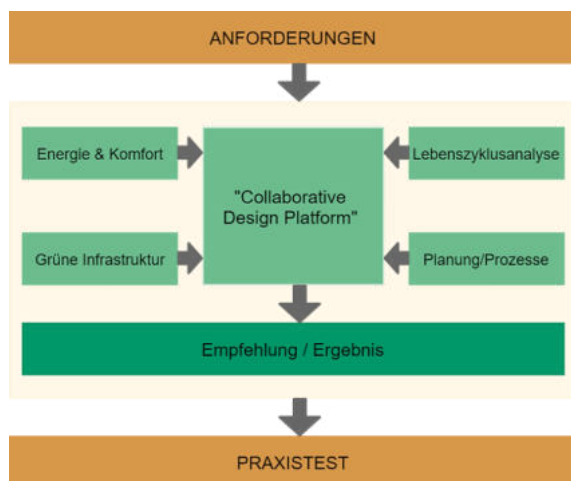 ANFORDERUNGEN
Energie & Komfort
Lebenszyklusanalyse
"Collaborative
Design Platform"
Grüne Infrastruktur
Planung/Prozesse
Empfehlung / Ergebnis
PRAXISTEST